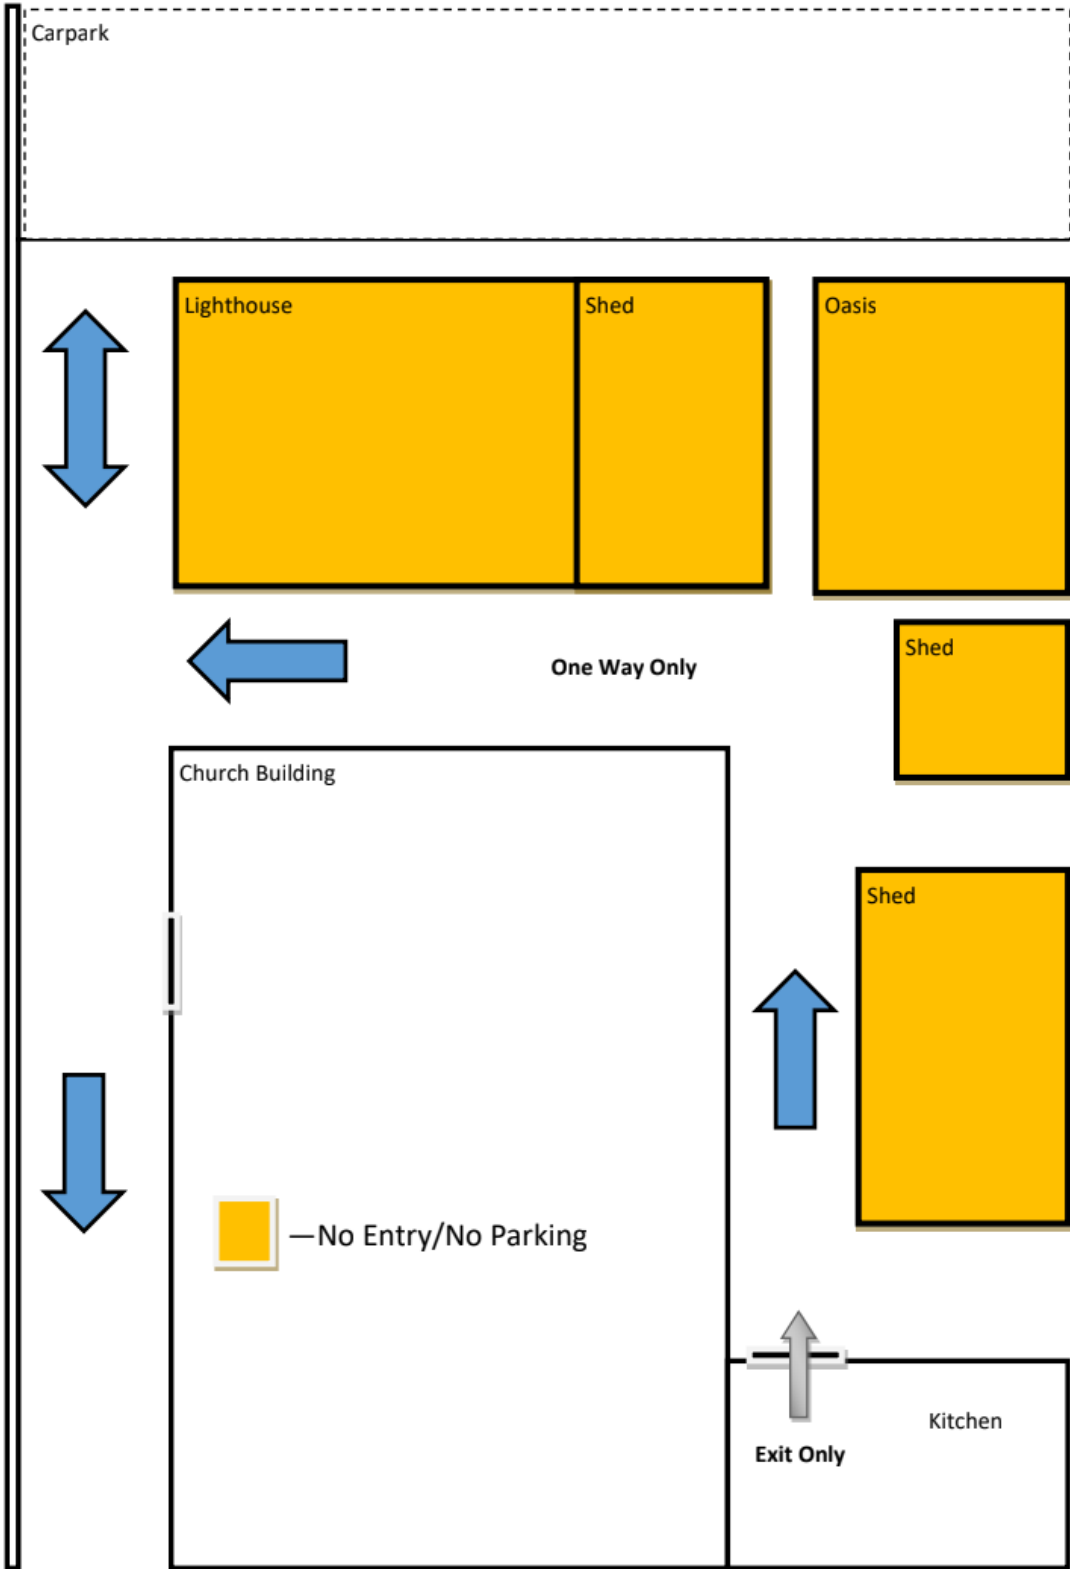 Carpark
Lighthouse
Shed
Oasis
One Way Only
Shed
Church Building
Shed
—No Entry/No Parking
Kitchen
Exit Only